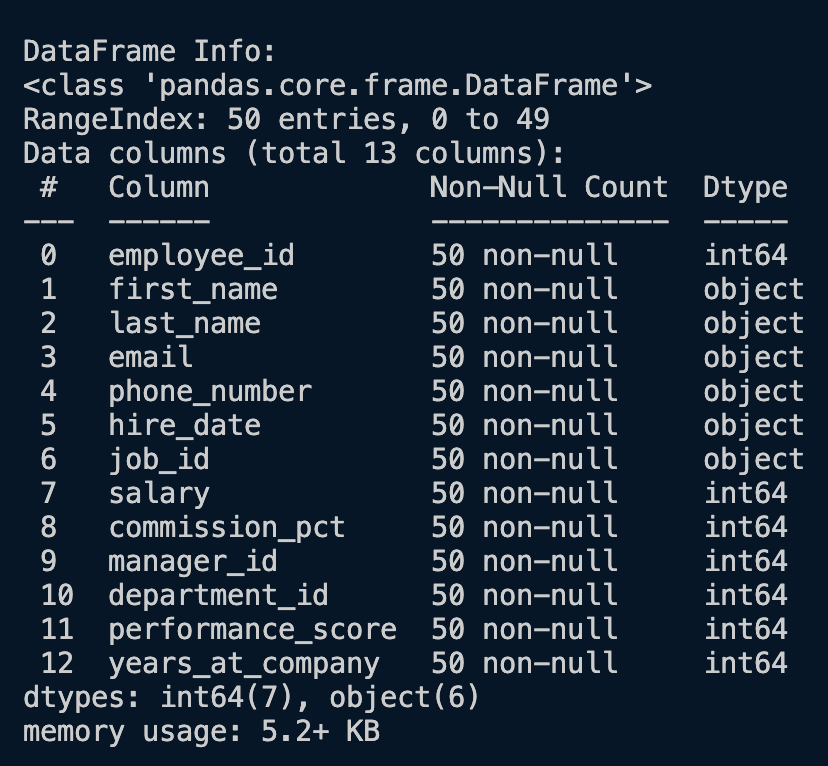 DataFrame Info:
<class 'pandas.core.frame.DataFrame'>
RangeIndex: 50 entries, 0 to 49
Data columns (total 13 columns):
 #   Column             Non-Null Count  Dtype
---  ------             --------------  -----
 0   employee_id        50 non-null     int64
 1   first_name         50 non-null     object
 2   last_name          50 non-null     object
 3   email              50 non-null     object
 4   phone_number       50 non-null     object
 5   hire_date          50 non-null     object
 6   job_id             50 non-null     object
 7   salary             50 non-null     int64
 8   commission_pct     50 non-null     int64
 9   manager_id         50 non-null     int64
 10  department_id      50 non-null     int64
 11  performance_score  50 non-null     int64
 12  years_at_company   50 non-null     int64
dtypes: int64(7), object(6)
memory usage: 5.2+ KB